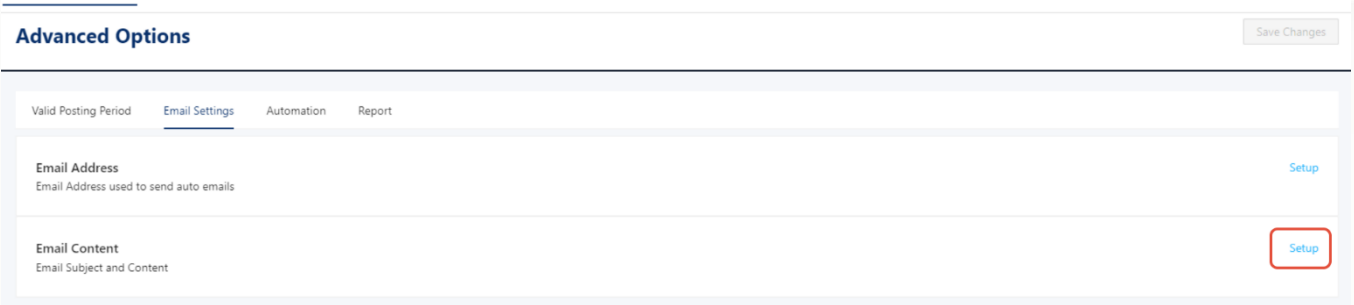 Advanced Options
Save Changes
Valid Posting Period Email Settings Automation Report
Email Address
Setup
Email Address used to send auto emails
Email Content
Setup
Email Subject and Content